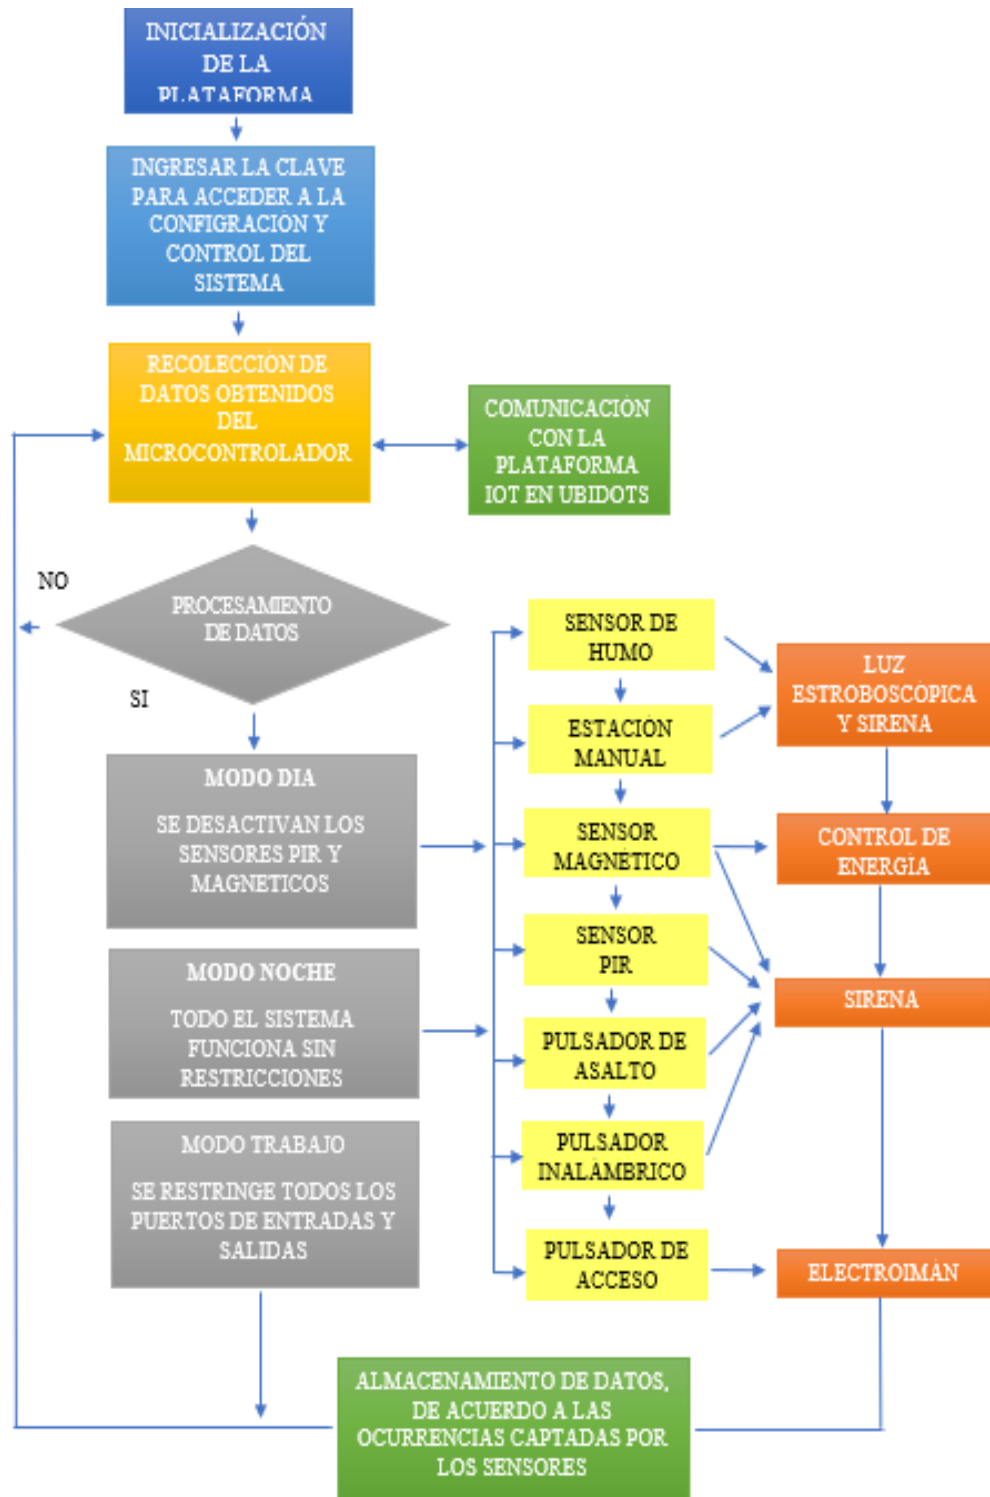 INICIALIZACIÓN
DE LA
PLATAFORMA
INGRESAR LA CLAVE
PARA ACCEDER A LA
CONFIGRACIÓN Y
CONTROL DEL
SISTEMA
RECOLECCIÓN DE
DATOS OBTENIDOS
DEL
MICROCONTROLADOR
COMUNICACIÓN
CON LA
PLATAFORMA
IOT EN UBIDOTS
NO
PROCESAMIENTO
DE DATOS
SI
MODO DIA
SE DESACTIVAN LOS
SENSORES PIR Y
MAGNETICOS
MODO NOCHE
TODO EL SISTEMA
FUNCIONA SIN
RESTRICCIONES
MODO TRABAJO
SE RESTRINGE TODOS LOS
PUERTOS DE ENTRADAS Y
SALIDAS
SENSOR DE
HUMO
ESTACIÓN
MANUAL
SENSOR
MAGNÉTICO
SENSOR
PIR
PULSADOR DE
ASALTO
PULSADOR
INALÁMBRICO
PULSADOR DE
ACCESO
LUZ
ESTROBOSCÓPICA
Y SIRENA
CONTROL DE
ENERGÍA
SIRENA
ELECTROIMÁN
ALMACENAMIENTO DE DATOS,
DE ACUERDO A LAS
OCURRENCIAS CAPTADAS POR
LOS SENSORES